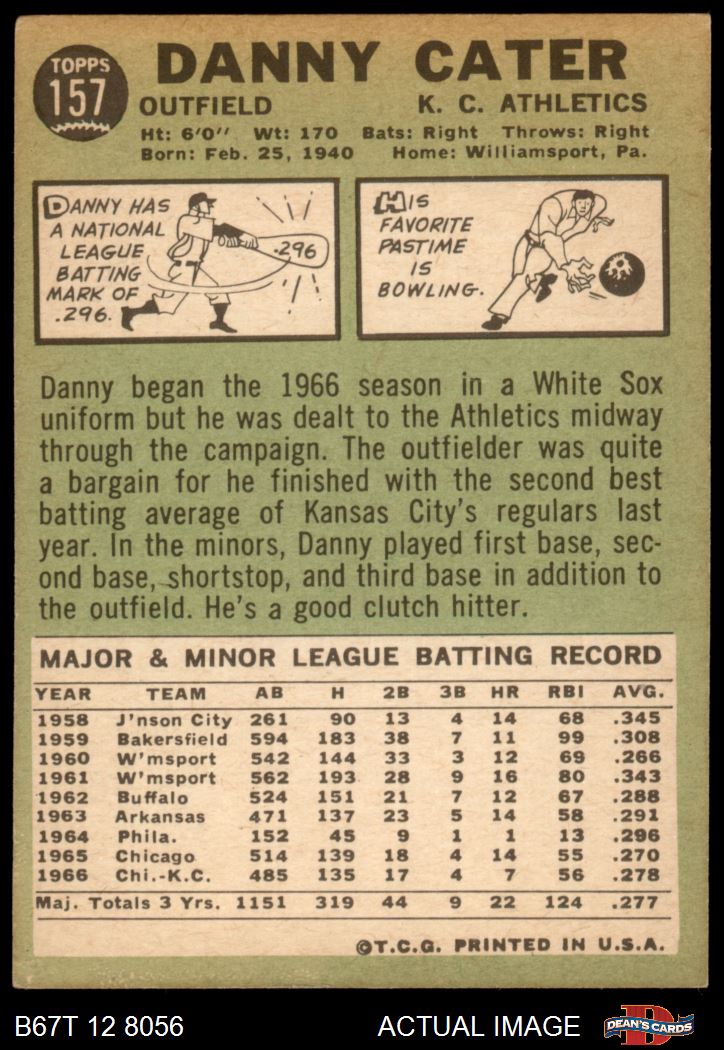 TOPPS
157
DANNY CATER
OUTFIELD K. C. ATHLETICS
Ht: 6'0" Wt: 170 Bats: Right Throws: Right
Born: Feb. 25, 1940 Home: Williamsport, Pa.
DANNY HAS
A NATIONAL
LEAGUE
BATTING
MARK OF
.296.
.296
HIS
FAVORITE
PASTIME
IS
BOWLING.
Danny began the 1966 season in a White Sox
uniform but he was dealt to the Athletics midway
through the campaign. The outfielder was quite
a bargain for he finished with the second best
batting average of Kansas City's regulars last
year. In the minors, Danny played first base, sec-
ond base, shortstop, and third base in addition to
the outfield. He's a good clutch hitter.
MAJOR & MINOR LEAGUE BATTING RECORD
YEAR TEAM AB H 2B 3B HR RBI AVG.
1958 J'nson City 261 90 13 4 14 68 .345
1959 Bakersfield 594 183 38 7 11 99 .308
1960 W'msport 542 144 33 3 12 69 .266
1961 W'msport 562 193 28 9 16 80 .343
1962 Buffalo 524 151 21 7 12 67 .288
1963 Arkansas 471 137 23 5 14 58 .291
1964 Phila. 152 45 9 1 1 13 .296
1965 Chicago 514 139 18 4 14 55 .270
1966 Chi.-K.C. 485 135 17 4 7 56 .278
Maj. Totals 3 Yrs. 1151 319 44 9 22 124 .277
©T.C.G. PRINTED IN U.S.A.
B67T 12 8056 ACTUAL IMAGE
D
DEAN'S CARDS